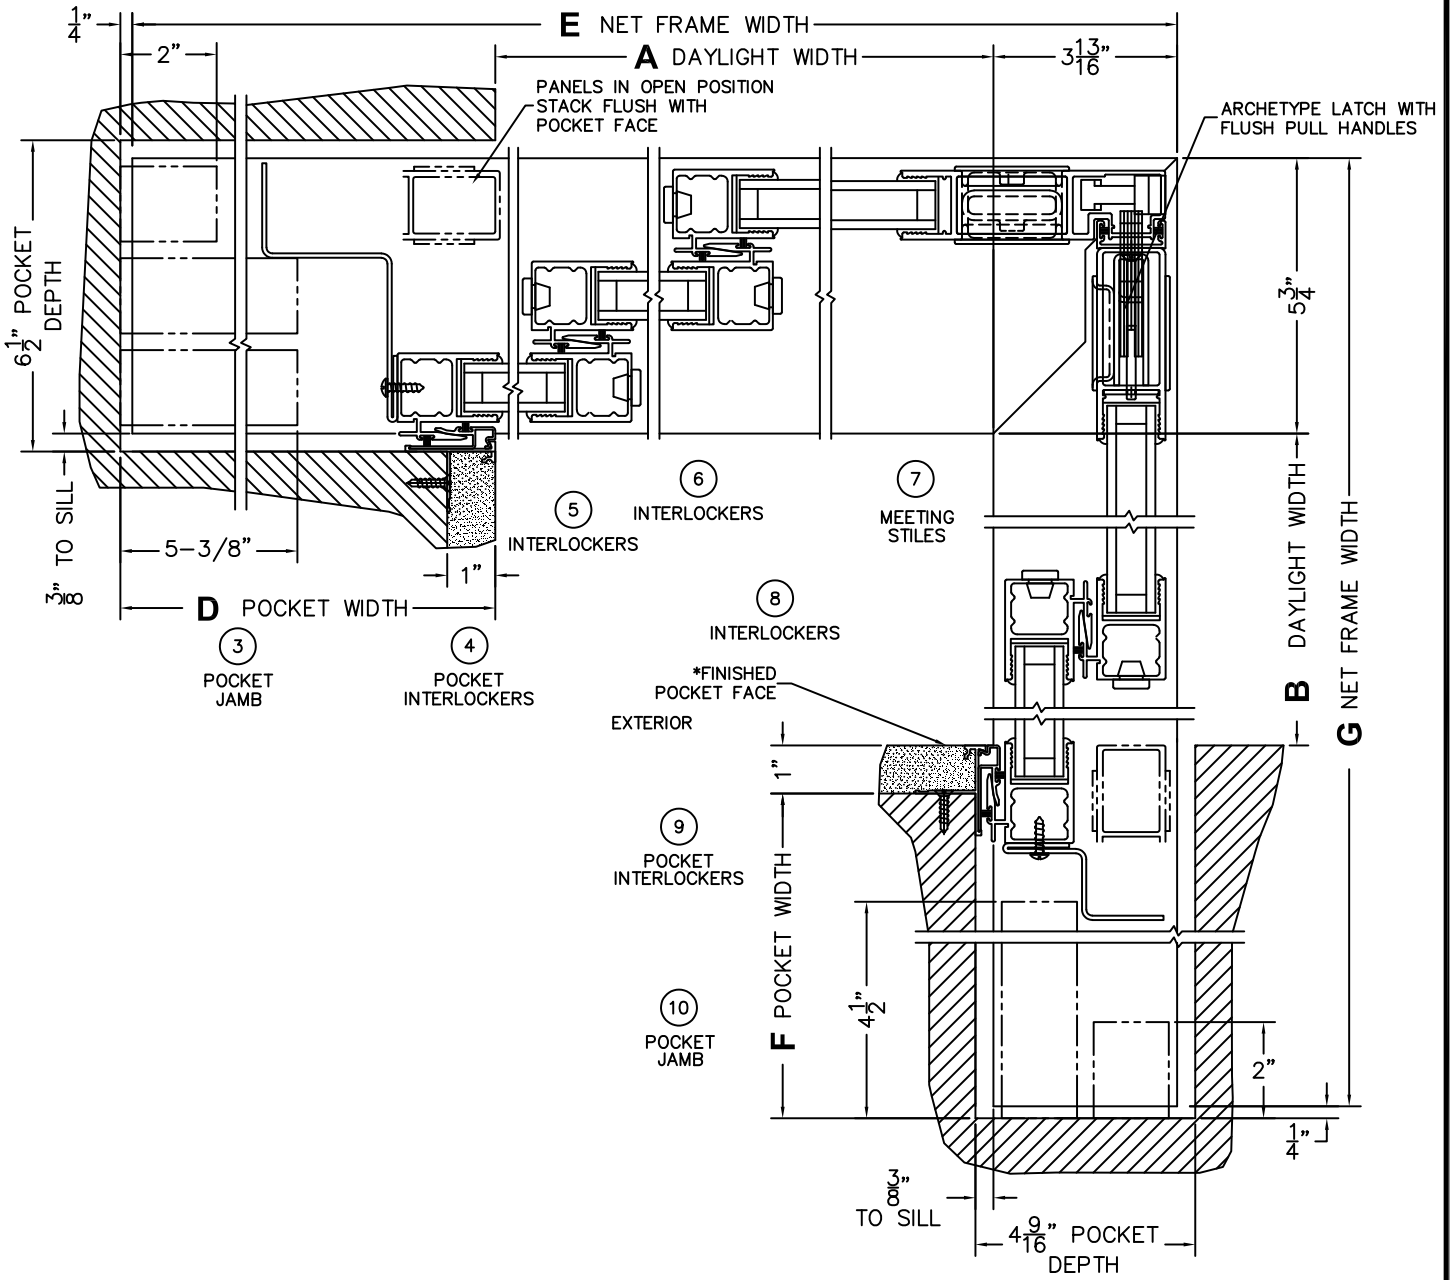 1/4"
E NET FRAME WIDTH
2"
A DAYLIGHT WIDTH
3 13/16"
PANELS IN OPEN POSITION
STACK FLUSH WITH
POCKET FACE
ARCHETYPE LATCH WITH
FLUSH PULL HANDLES
6 1/2" POCKET
DEPTH
5 3/4"
3/8" TO SILL
5-3/8"
1"
D POCKET WIDTH
3
POCKET
JAMB
4
POCKET
INTERLOCKERS
5
INTERLOCKERS
6
INTERLOCKERS
7
MEETING
STILES
8
INTERLOCKERS
*FINISHED
POCKET FACE
EXTERIOR
B DAYLIGHT WIDTH
G NET FRAME WIDTH
1"
9
POCKET
INTERLOCKERS
F POCKET WIDTH
4 1/2"
10
POCKET
JAMB
2"
1/4"
3/8"
TO SILL
4 9/16" POCKET
DEPTH